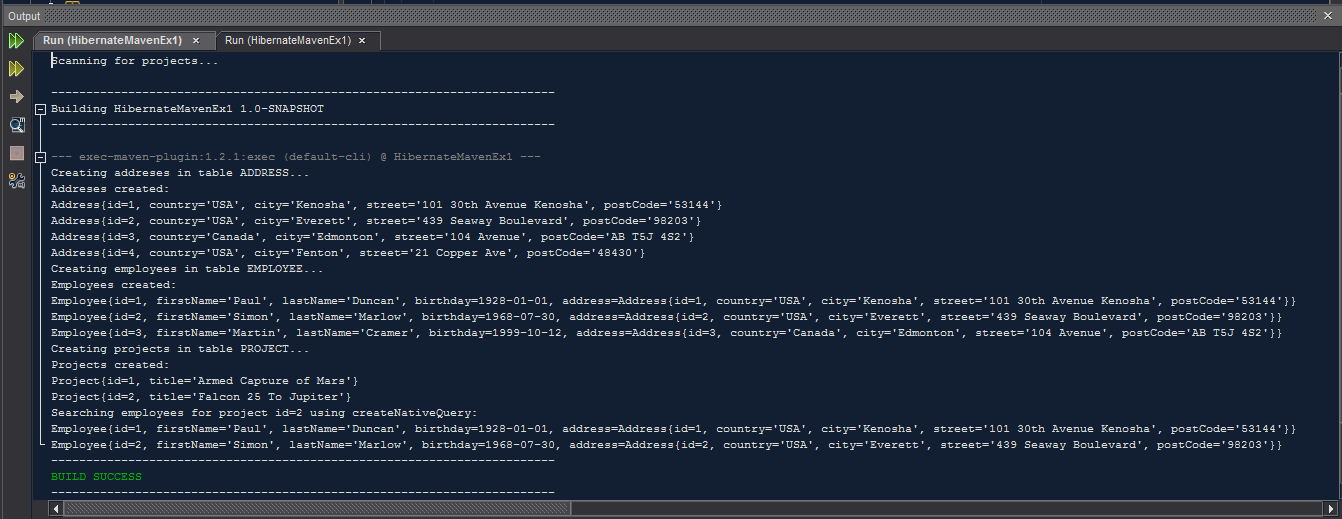 Output
Run (HibernateMavenEx1) × Run (HibernateMavenEx1) ×
Scanning for projects...
------------------------------------------------------------------------
Building HibernateMavenEx1 1.0-SNAPSHOT
------------------------------------------------------------------------
--- exec-maven-plugin:1.2.1:exec (default-cli) @ HibernateMavenEx1 ---
Creating addreses in table ADDRESS...
Addreses created:
Address{id=1, country='USA', city='Kenosha', street='101 30th Avenue Kenosha', postCode='53144'}
Address{id=2, country='USA', city='Everett', street='439 Seaway Boulevard', postCode='98203'}
Address{id=3, country='Canada', city='Edmonton', street='104 Avenue', postCode='AB T5J 4S2'}
Address{id=4, country='USA', city='Fenton', street='21 Copper Ave', postCode='48430'}
Creating employees in table EMPLOYEE...
Employees created:
Employee{id=1, firstName='Paul', lastName='Duncan', birthday=1928-01-01, address=Address{id=1, country='USA', city='Kenosha', street='101 30th Avenue Kenosha', postCode='53144'}}
Employee{id=2, firstName='Simon', lastName='Marlow', birthday=1968-07-30, address=Address{id=2, country='USA', city='Everett', street='439 Seaway Boulevard', postCode='98203'}}
Employee{id=3, firstName='Martin', lastName='Cramer', birthday=1999-10-12, address=Address{id=3, country='Canada', city='Edmonton', street='104 Avenue', postCode='AB T5J 4S2'}}
Creating projects in table PROJECT...
Projects created:
Project{id=1, title='Armed Capture of Mars'}
Project{id=2, title='Falcon 25 To Jupiter'}
Searching employees for project id=2 using createNativeQuery:
Employee{id=1, firstName='Paul', lastName='Duncan', birthday=1928-01-01, address=Address{id=1, country='USA', city='Kenosha', street='101 30th Avenue Kenosha', postCode='53144'}}
Employee{id=2, firstName='Simon', lastName='Marlow', birthday=1968-07-30, address=Address{id=2, country='USA', city='Everett', street='439 Seaway Boulevard', postCode='98203'}}
------------------------------------------------------------------------
BUILD SUCCESS
------------------------------------------------------------------------